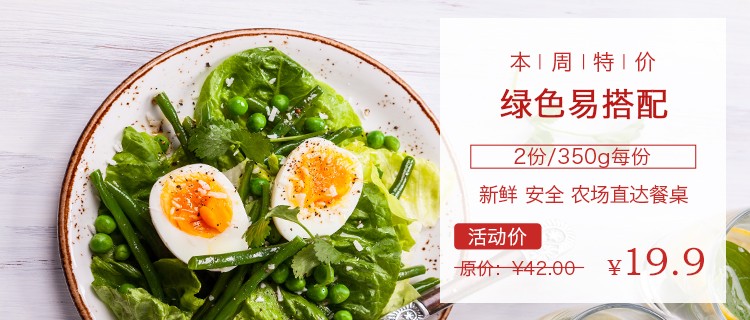 本周特价
绿色易搭配
2份/350g每份
新鲜 安全 农场直达餐桌
活动价
原价：¥42.00
¥19.9